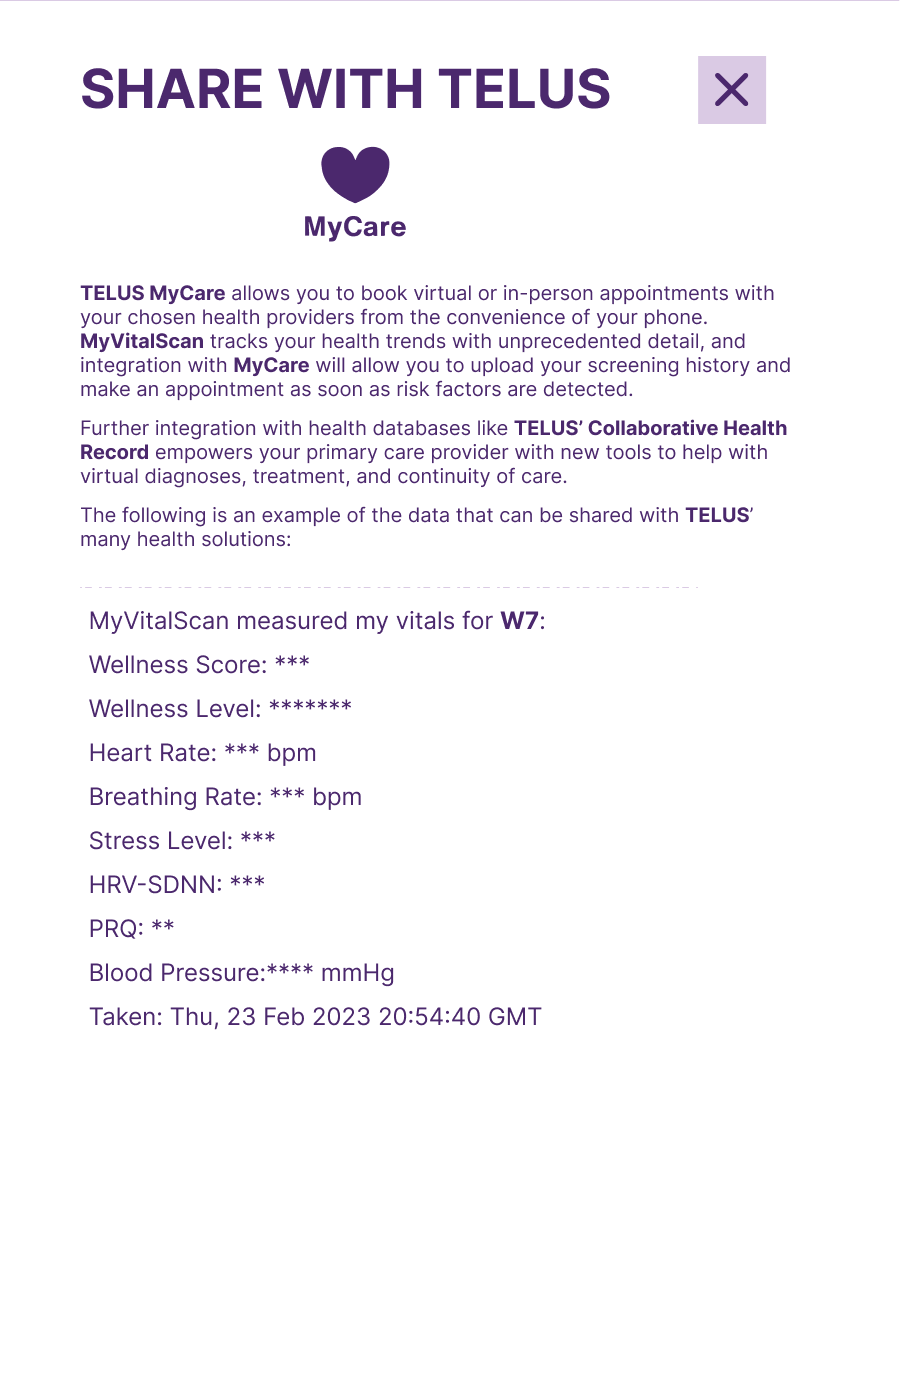 SHARE WITH TELUS
MyCare
TELUS MyCare allows you to book virtual or in-person appointments with
your chosen health providers from the convenience of your phone.
MyVitalScan tracks your health trends with unprecedented detail, and
integration with MyCare will allow you to upload your screening history and
make an appointment as soon as risk factors are detected.
Further integration with health databases like TELUS’ Collaborative Health
Record empowers your primary care provider with new tools to help with
virtual diagnoses, treatment, and continuity of care.
The following is an example of the data that can be shared with TELUS’
many health solutions:
MyVitalScan measured my vitals for W7:
Wellness Score: ***
Wellness Level: *******
Heart Rate: *** bpm
Breathing Rate: *** bpm
Stress Level: ***
HRV-SDNN: ***
PRQ: **
Blood Pressure:**** mmHg
Taken: Thu, 23 Feb 2023 20:54:40 GMT